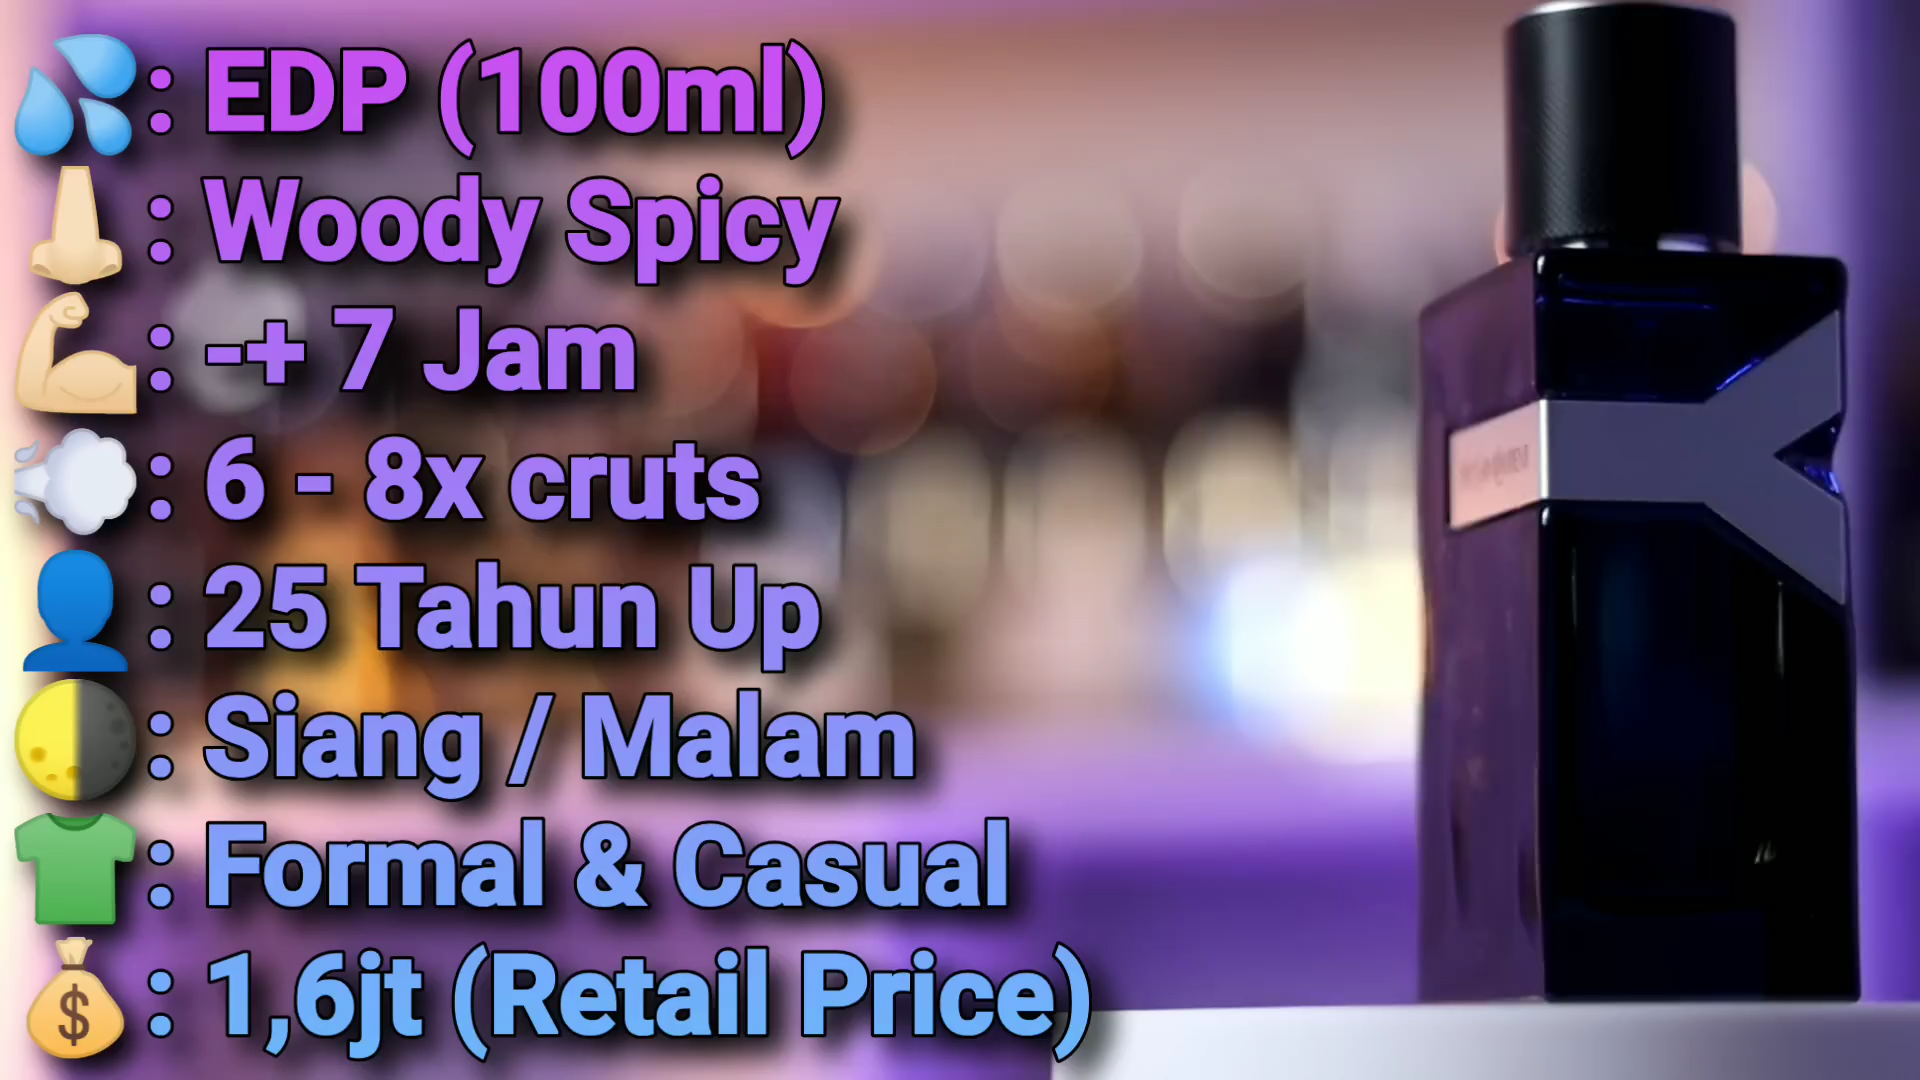 : EDP (100ml)
: Woody Spicy
: -+ 7 Jam
: 6 - 8x cruts
: 25 Tahun Up
: Siang / Malam
: Formal & Casual
: 1,6jt (Retail Price)